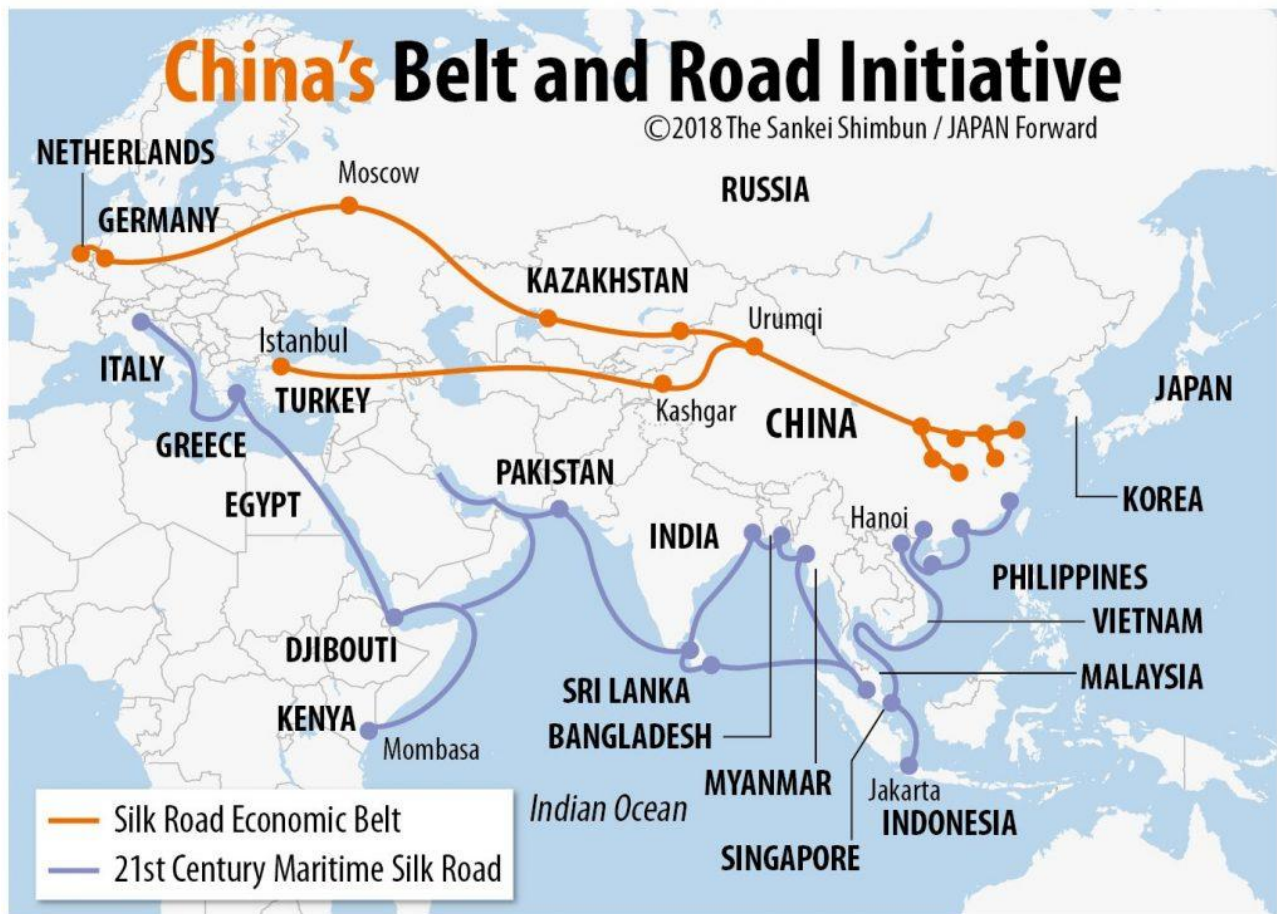 China's Belt and Road Initiative
©2018 The Sankei Shimbun / JAPAN Forward
NETHERLANDS
Moscow
RUSSIA
GERMANY
KAZAKHSTAN
Urumqi
Istanbul
ITALY
TURKEY
Kashgar
CHINA
JAPAN
GREECE
PAKISTAN
EGYPT
KOREA
INDIA
Hanoi
PHILIPPINES
VIETNAM
DJIBOUTI
MALAYSIA
SRI LANKA
KENYA
Mombasa
BANGLADESH
MYANMAR
Jakarta
Indian Ocean
INDONESIA
SINGAPORE
Silk Road Economic Belt
21st Century Maritime Silk Road